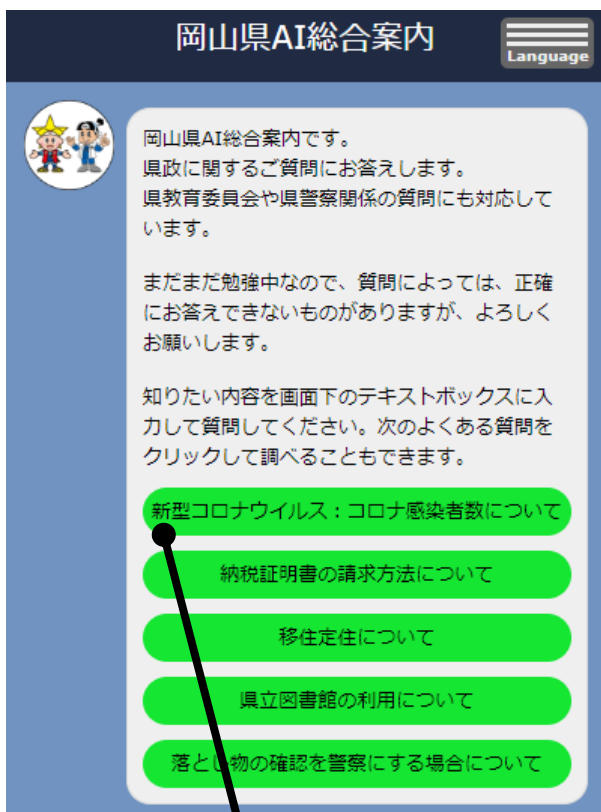 岡山県AI総合案内
Language
岡山県AI総合案内です。
県政に関するご質問にお答えします。
県教育委員会や県警察関係の質問にも対応して
います。
まだまだ勉強中なので、質問によっては、正確
にお答えできないものがありますが、よろしく
お願いします。
知りたい内容を画面下のテキストボックスに入
力して質問してください。次のよくある質問を
クリックして調べることもできます。
新型コロナウイルス：コロナ感染者数について
納税証明書の請求方法について
移住定住について
県立図書館の利用について
落とし物の確認を警察にする場合について